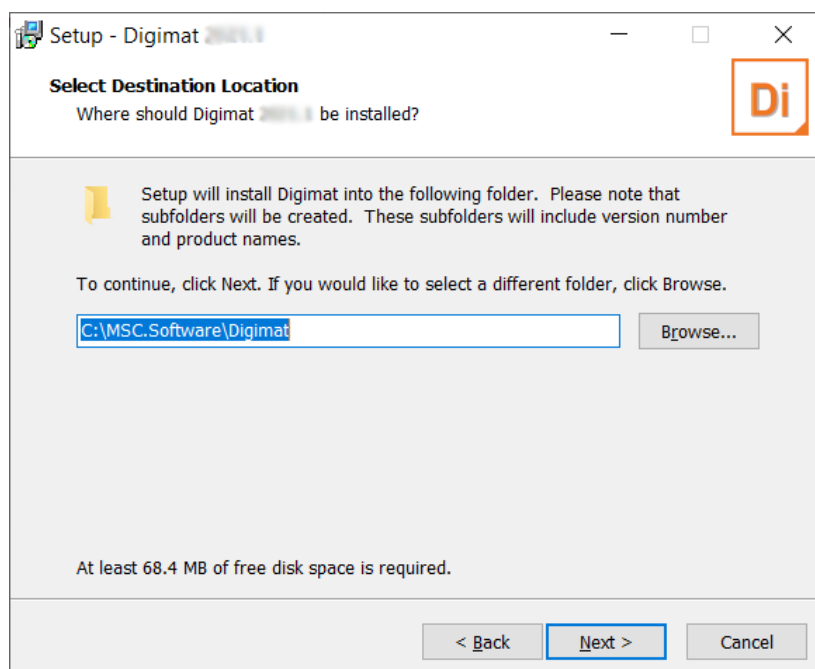 Setup - Digimat
Select Destination Location
Where should Digimat be installed?
Di
Setup will install Digimat into the following folder. Please note that
subfolders will be created. These subfolders will include version number
and product names.
To continue, click Next. If you would like to select a different folder, click Browse.
C:\MSC.Software\Digimat
Browse...
At least 68.4 MB of free disk space is required.
< Back
Next >
Cancel